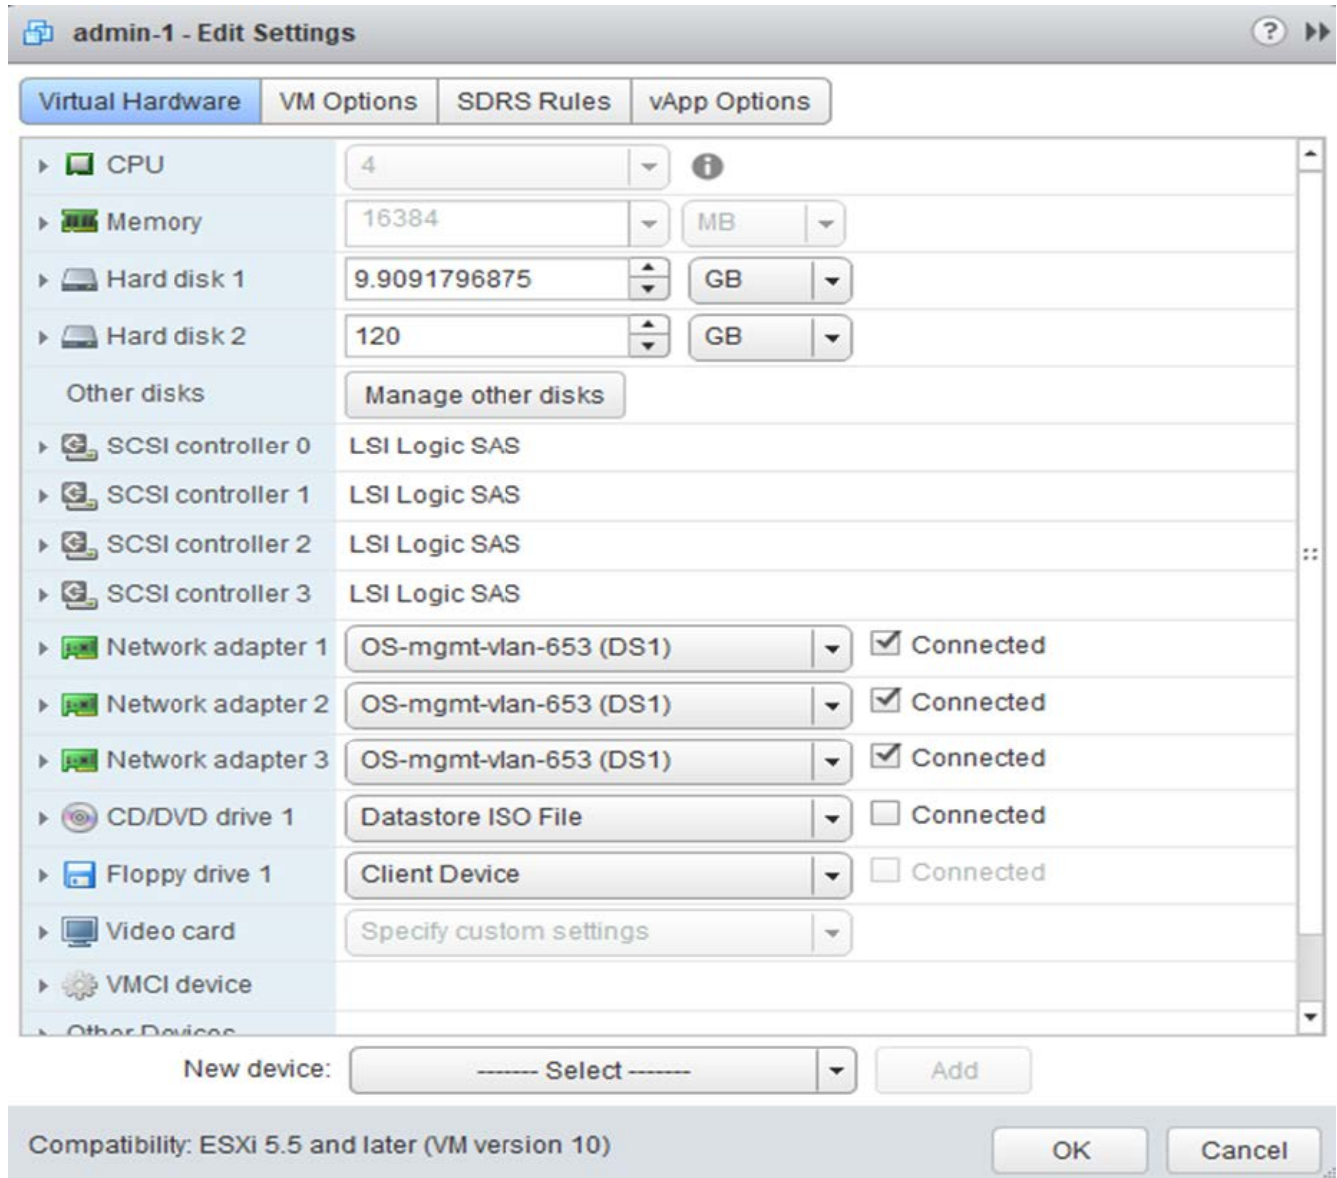 admin-1 - Edit Settings ?
Virtual Hardware VM Options SDRS Rules vApp Options
CPU 4
Memory 16384 MB
Hard disk 1 9.9091796875 GB
Hard disk 2 120 GB
Other disks Manage other disks
SCSI controller 0 LSI Logic SAS
SCSI controller 1 LSI Logic SAS
SCSI controller 2 LSI Logic SAS
SCSI controller 3 LSI Logic SAS
Network adapter 1 OS-mgmt-vlan-653 (DS1) Connected
Network adapter 2 OS-mgmt-vlan-653 (DS1) Connected
Network adapter 3 OS-mgmt-vlan-653 (DS1) Connected
CD/DVD drive 1 Datastore ISO File Connected
Floppy drive 1 Client Device Connected
Video card Specify custom settings
VMCI device
Other Devices
New device: ------- Select ------- Add
Compatibility: ESXi 5.5 and later (VM version 10) OK Cancel